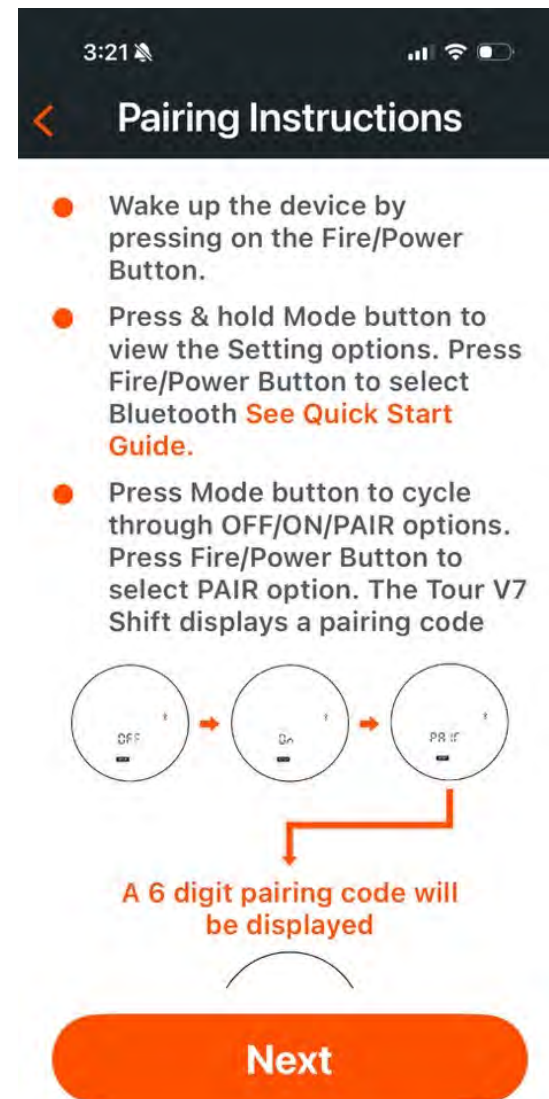 3:21
Pairing Instructions
Wake up the device by
pressing on the Fire/Power
Button.
Press & hold Mode button to
view the Setting options. Press
Fire/Power Button to select
Bluetooth See Quick Start
Guide.
Press Mode button to cycle
through OFF/ON/PAIR options.
Press Fire/Power Button to
select PAIR option. The Tour V7
Shift displays a pairing code
OFF On PAIr
A 6 digit pairing code will
be displayed
Next